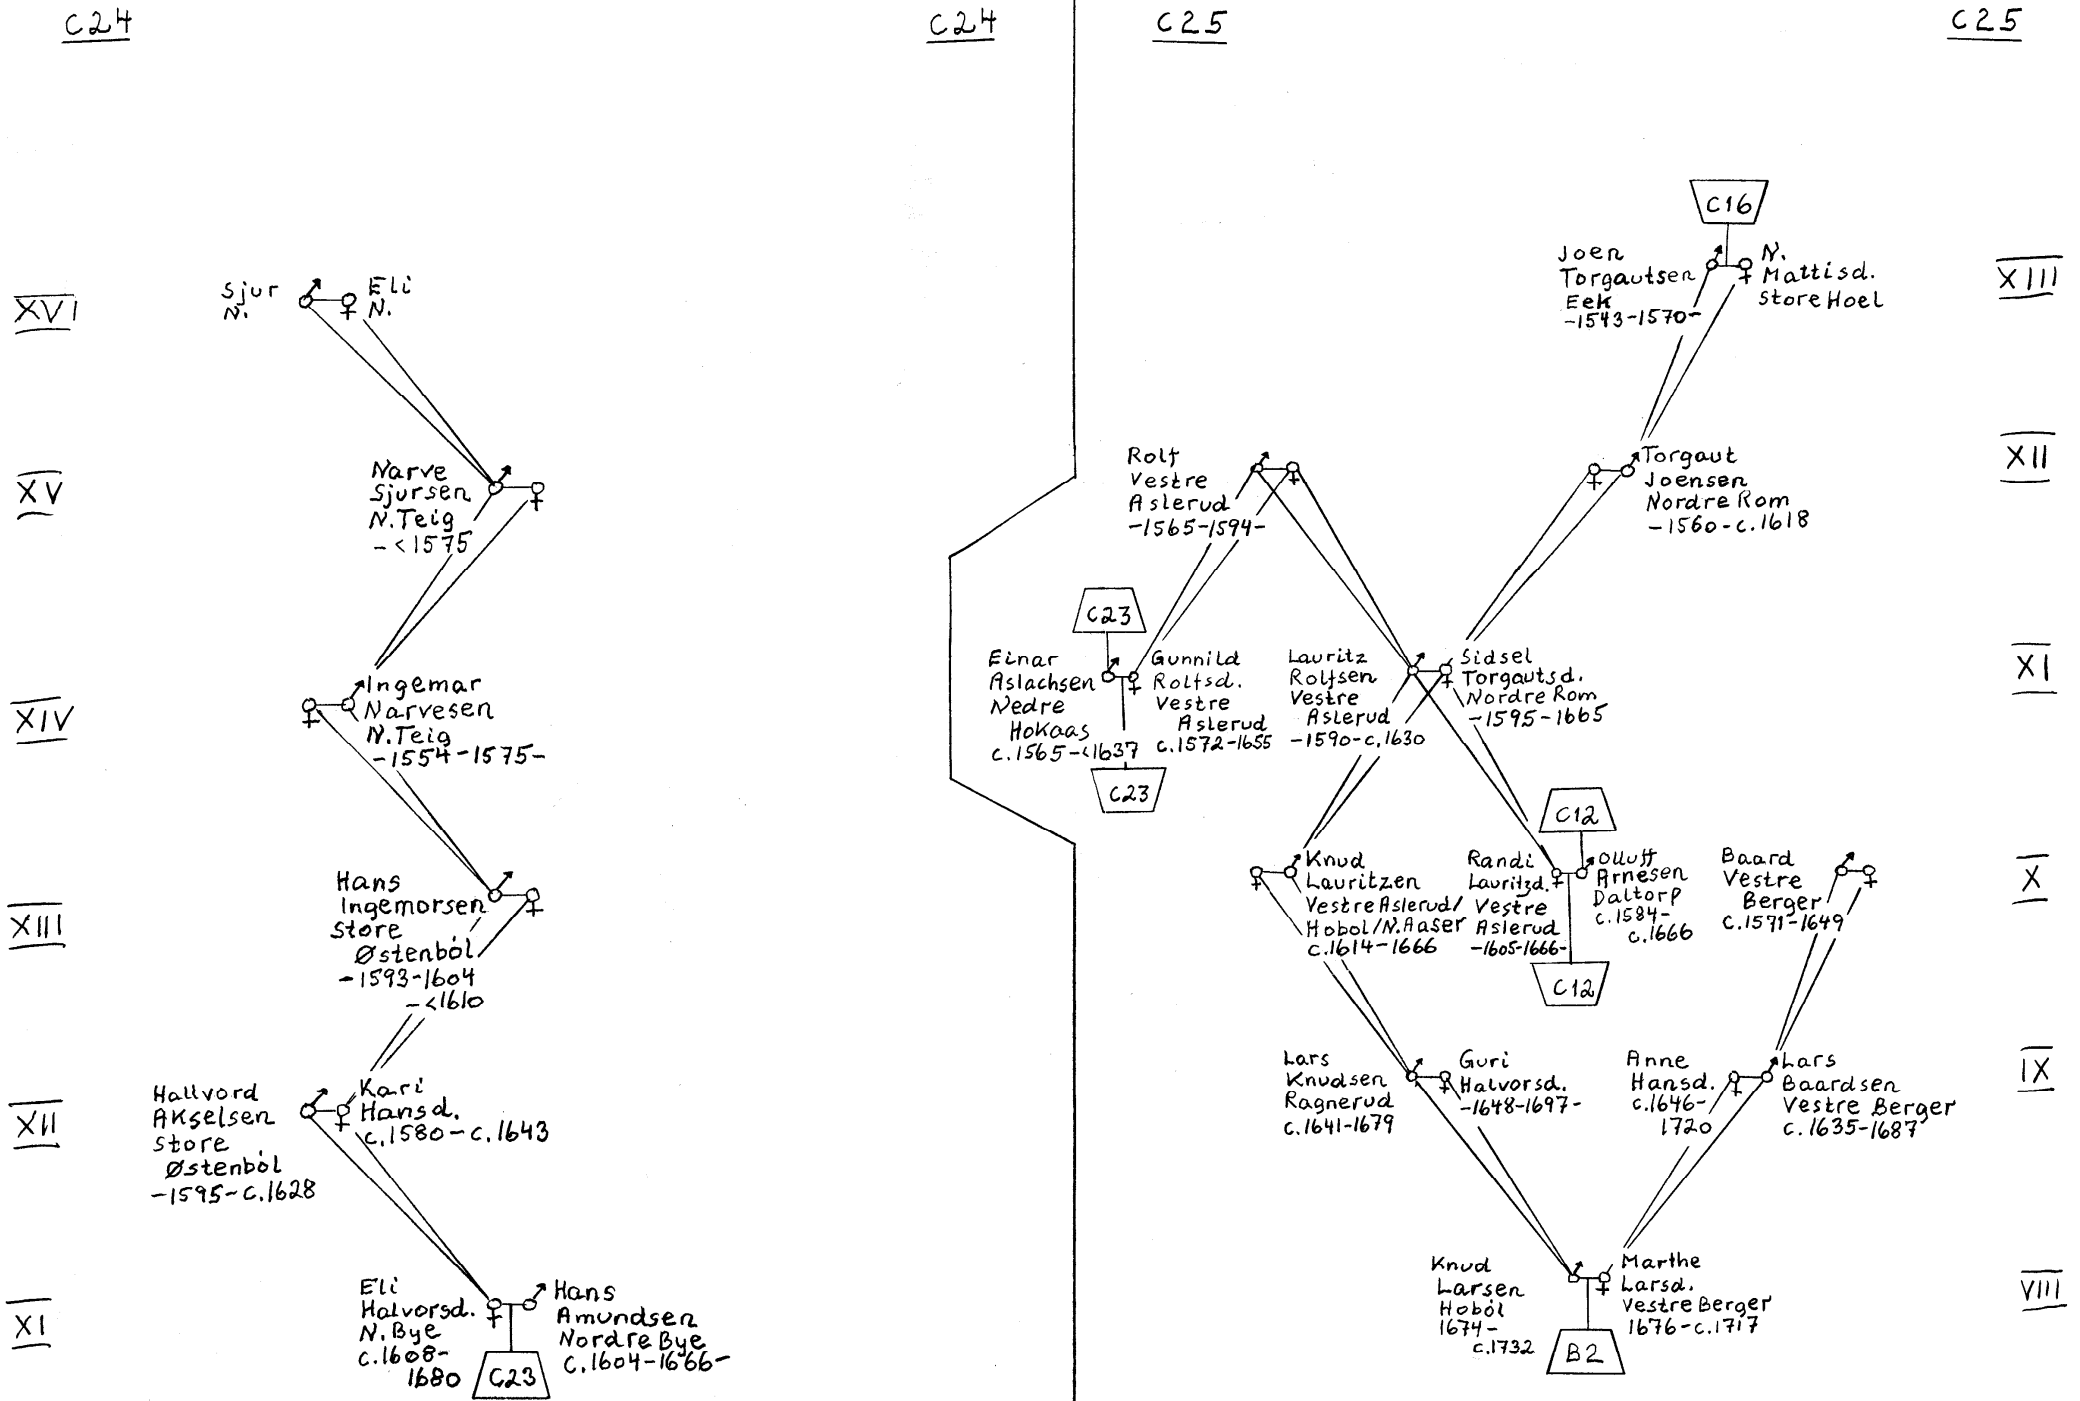 C24
C24
C25
C25
XVI
Sjur
N.
Eli
N.
XV
Narve
Sjursen
N.Teig
-<1575
XIV
Ingemar
Narvesen
N.Teig
-1554-1575-
XIII
Hans
Ingemorsen
Store
Østenból
-1593-1604
-<1610
XII
Hallvord
Akselsen
Store
Østenból
-1595-c.1628
Kari
Hansd.
c.1580-c.1643
XI
Eli
Halvorsd.
N.Bye
c.1608-
1680
C23
Hans
Amundsen
Nordre Bye
c.1604-1666-
C16
Joen
Torgautsen
Eek
-1543-1570-
N.
Mattisd.
Store Hoel
XIII
Rolf
Vestre
Aslerud
-1565-1594-
Torgaut
Joensen
Nordre Rom
-1560-c.1618
XII
C23
Einar
Aslachsen
Nedre
Hokaas
c.1565-<1637
Gunnild
Rolfsd.
Vestre
Aslerud
c.1572-1655
C23
Lauritz
Rolfsen
Vestre
Aslerud
-1590-c.1630
Sidsel
Torgautsd.
Nordre Rom
-1595-1665
XI
Knud
Lauritzen
Vestre Aslerud/
Hobol/N.Aaser
c.1614-1666
Randi
Lauritzd.
Vestre
Aslerud
-1605-1666-
C12
Olluff
Arnesen
Daltorp
c.1584-
c.1666
C12
Baard
Vestre
Berger
c.1571-1649
X
Lars
Knudsen
Ragnerud
c.1641-1679
Guri
Halvorsd.
-1648-1697-
Anne
Hansd.
c.1646-
1720
Lars
Baardsen
Vestre Berger
c.1635-1687
IX
Knud
Larsen
Hoból
1674-
c.1732
Marthe
Larsd.
Vestre Berger
1676-c.1717
B2
VIII